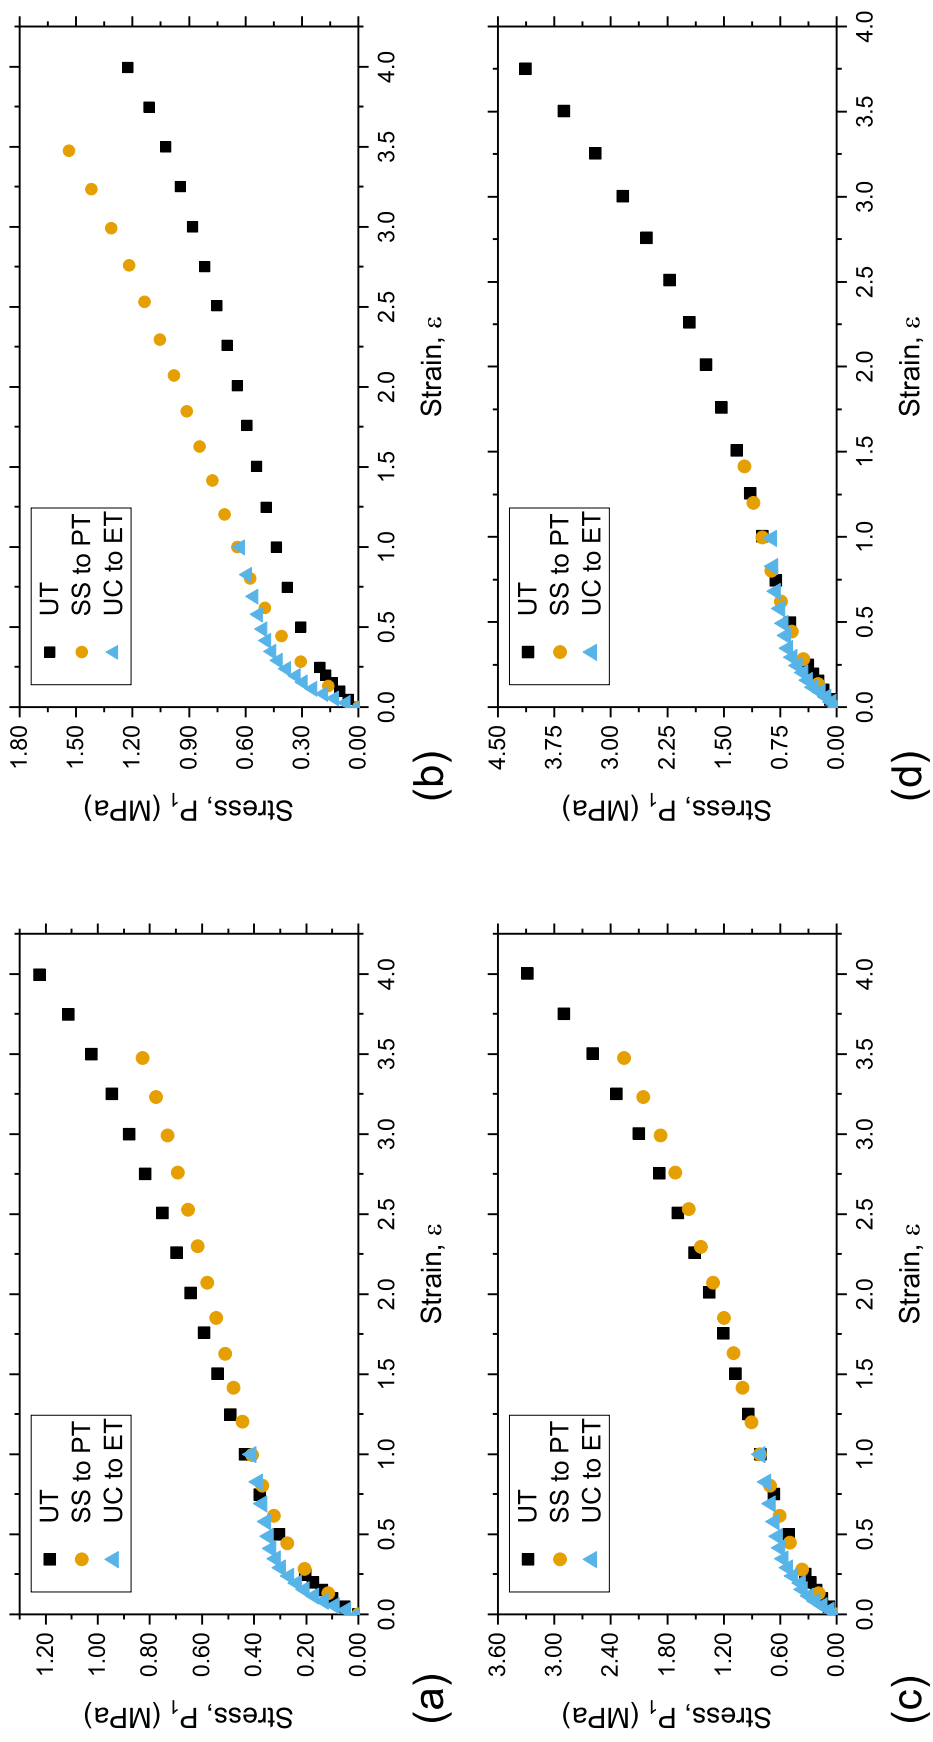 1.20
1.00
0.80
0.60
0.40
0.20
0.00
Stress, P₁ (MPa)
UT
SS to PT
UC to ET
0.0 0.5 1.0 1.5 2.0 2.5 3.0 3.5 4.0
Strain, ε
(a)
1.80
1.50
1.20
0.90
0.60
0.30
0.00
Stress, P₁ (MPa)
UT
SS to PT
UC to ET
0.0 0.5 1.0 1.5 2.0 2.5 3.0 3.5 4.0
Strain, ε
(b)
3.60
3.00
2.40
1.80
1.20
0.60
0.00
Stress, P₁ (MPa)
UT
SS to PT
UC to ET
0.0 0.5 1.0 1.5 2.0 2.5 3.0 3.5 4.0
Strain, ε
(c)
4.50
3.75
3.00
2.25
1.50
0.75
0.00
Stress, P₁ (MPa)
UT
SS to PT
UC to ET
0.0 0.5 1.0 1.5 2.0 2.5 3.0 3.5 4.0
Strain, ε
(d)